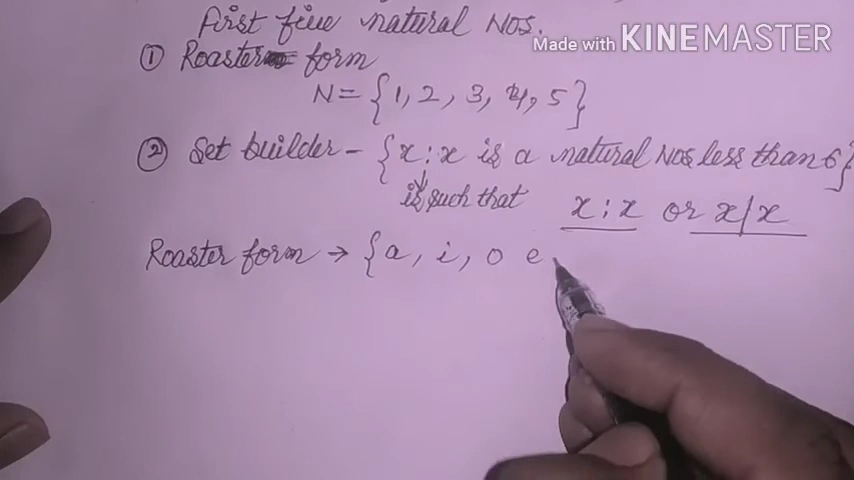 First five natural NOS.
Made with KINEMASTER
① Roaster form
N = {1, 2, 3, 4, 5}
② Set builder - {x : x is a natural NOS less than 6}
is such that x : x or x/x
Roaster form → {a, i, o e